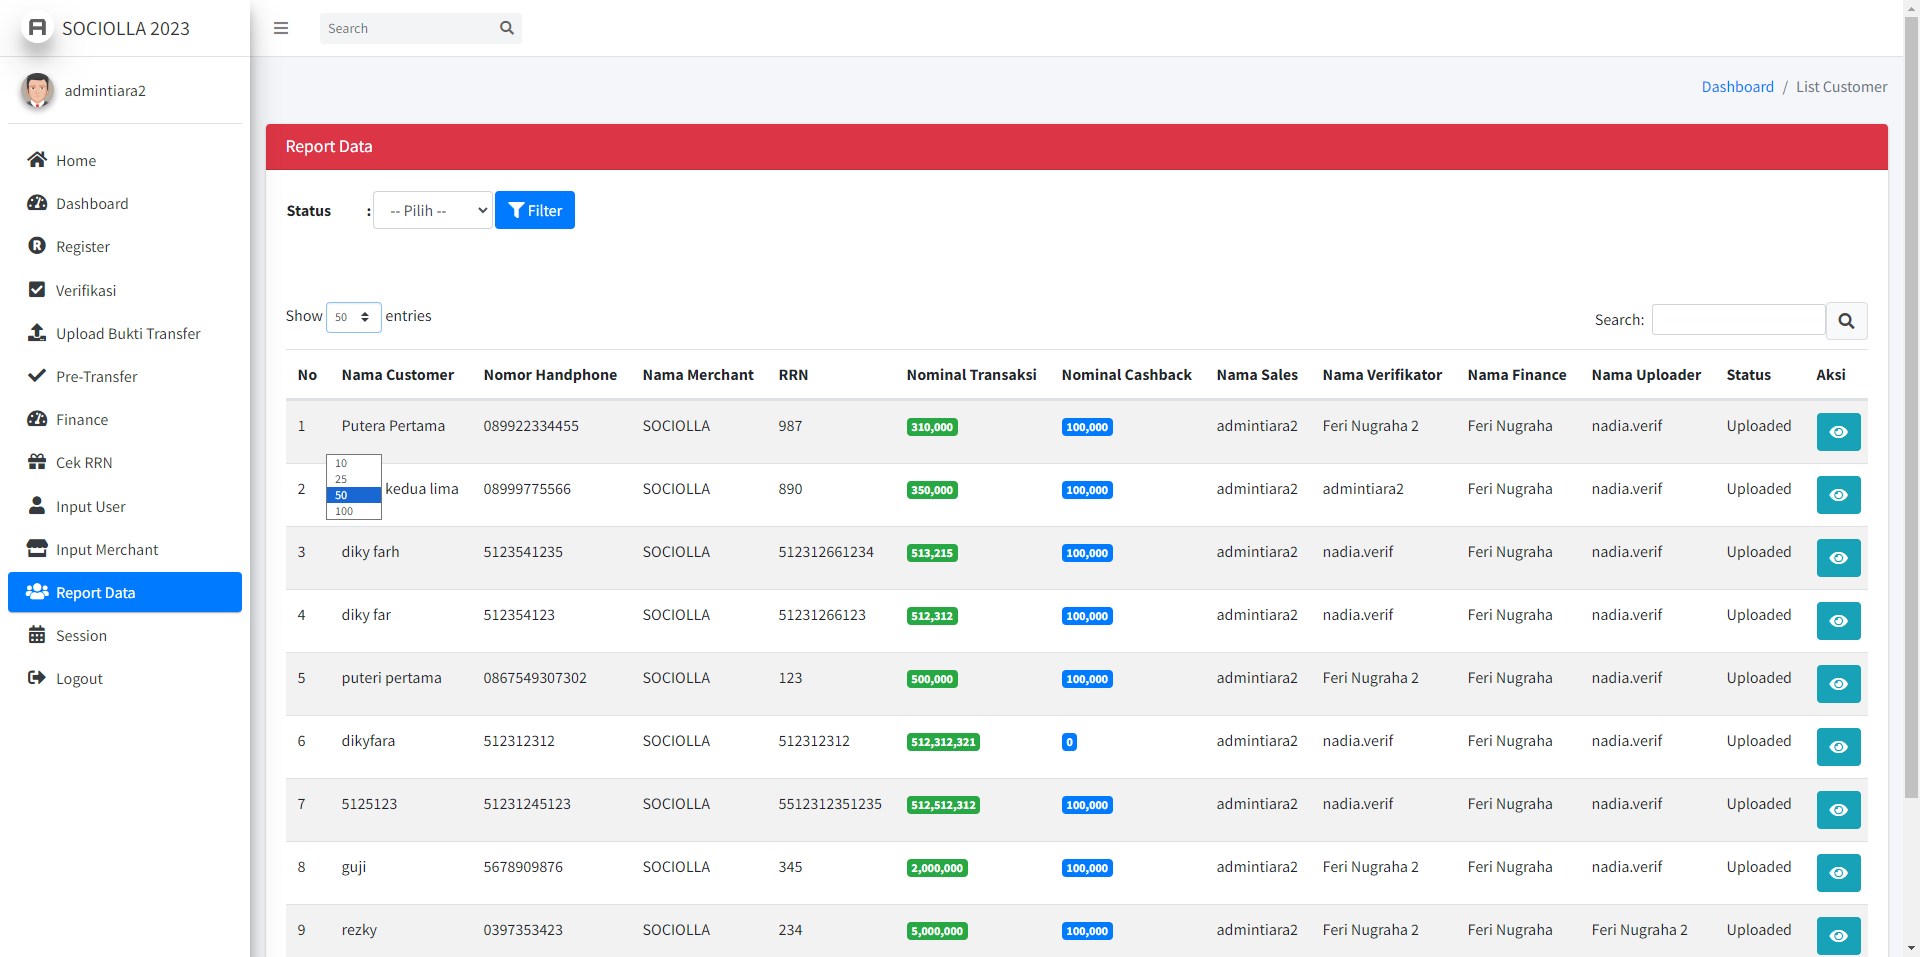 SOCIOLLA 2023
Search
admintiara2
Dashboard / List Customer
Home
Dashboard
Register
Verifikasi
Upload Bukti Transfer
Pre-Transfer
Finance
Cek RRN
Input User
Input Merchant
Report Data
Session
Logout
Report Data
Status : -- Pilih -- Filter
Show 50 entries
Search:
No Nama Customer Nomor Handphone Nama Merchant RRN Nominal Transaksi Nominal Cashback Nama Sales Nama Verifikator Nama Finance Nama Uploader Status Aksi
1 Putera Pertama 089922334455 SOCIOLLA 987 310,000 100,000 admintiara2 Feri Nugraha 2 Feri Nugraha nadia.verif Uploaded
10
25
50
100
2 kedua lima 08999775566 SOCIOLLA 890 350,000 100,000 admintiara2 admintiara2 Feri Nugraha nadia.verif Uploaded
3 diky farh 5123541235 SOCIOLLA 512312661234 513,215 100,000 admintiara2 nadia.verif Feri Nugraha nadia.verif Uploaded
4 diky far 512354123 SOCIOLLA 51231266123 512,312 100,000 admintiara2 nadia.verif Feri Nugraha nadia.verif Uploaded
5 puteri pertama 0867549307302 SOCIOLLA 123 500,000 100,000 admintiara2 Feri Nugraha 2 Feri Nugraha nadia.verif Uploaded
6 dikyfara 512312312 SOCIOLLA 512312312 512,312,321 0 admintiara2 nadia.verif Feri Nugraha nadia.verif Uploaded
7 5125123 51231245123 SOCIOLLA 5512312351235 512,512,312 100,000 admintiara2 nadia.verif Feri Nugraha nadia.verif Uploaded
8 guji 5678909876 SOCIOLLA 345 2,000,000 100,000 admintiara2 Feri Nugraha 2 Feri Nugraha nadia.verif Uploaded
9 rezky 0397353423 SOCIOLLA 234 5,000,000 100,000 admintiara2 Feri Nugraha 2 Feri Nugraha Feri Nugraha 2 Uploaded